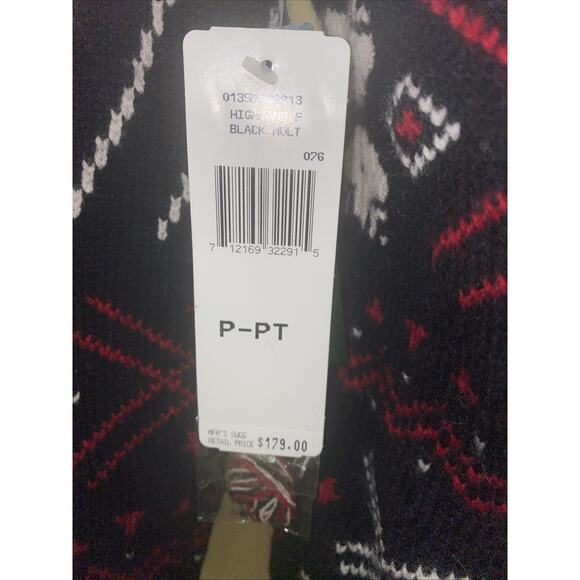 BLACK MULT
076
7 12169 32291 5
P-PT
MFR'S SUGG
RETAIL PRICE $179.00